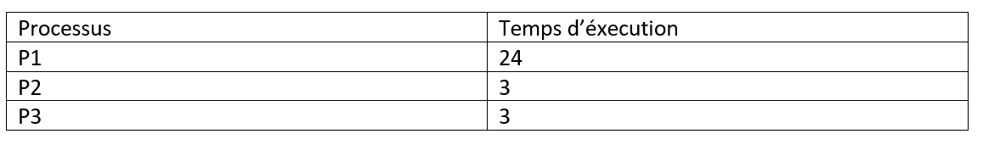 Processus Temps d’éxecution
P1 24
P2 3
P3 3